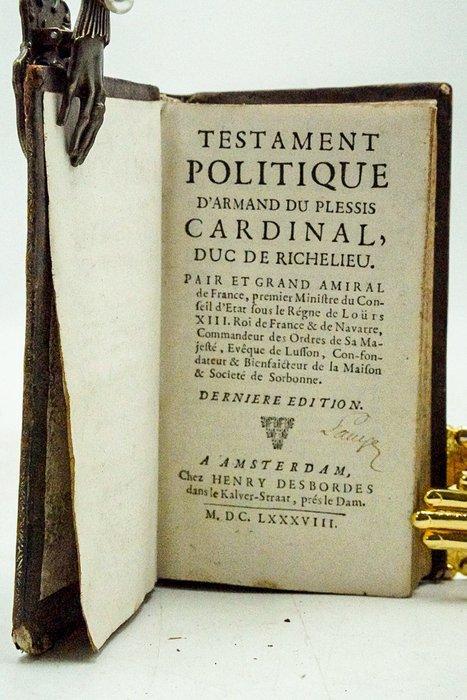 TESTAMENT
POLITIQUE
D'ARMAND DU PLESSIS
CARDINAL,
DUC DE RICHELIEU.
PAIR ET GRAND AMIRAL
de France, premier Miniſtre du Con-
ſeil d'Etat ſous le Régne de Loüis
XIII. Roi de France & de Navarre,
Commandeur des Ordres de Sa Ma-
jeſté, Evêque de Luſſon, Con-fon-
dateur & Bienfaićteur de la Maiſon
& Societé de Sorbonne.
DERNIERE EDITION.
A AMSTERDAM,
Chez HENRY DESBORDES
dans le Kalver-Straat, prés le Dam.
M. DC. LXXXVIII.